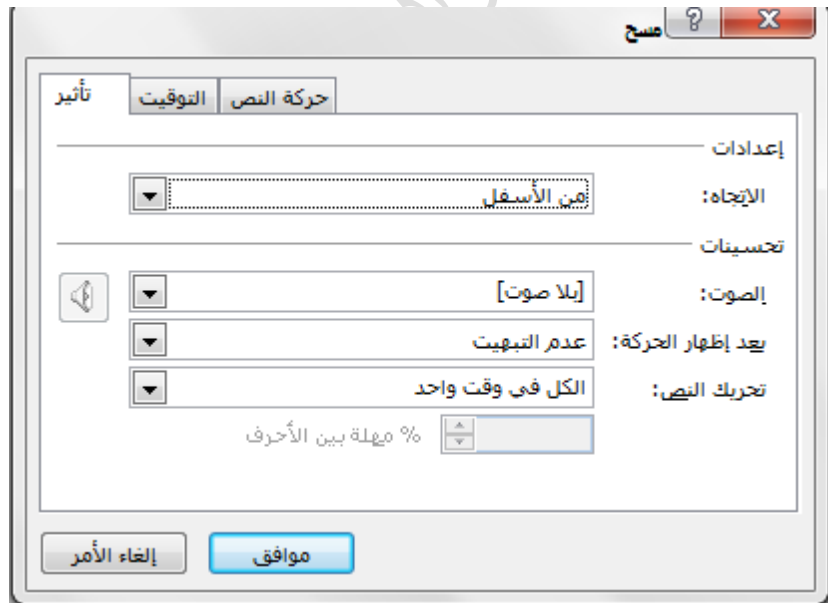 مسح
حركة النص التوقيت تأثير
إعدادات
الاتجاه: من الأسفل
تحسينات
الصوت: [بلا صوت]
بعد إظهار الحركة: عدم التبهيت
تحريك النص: الكل في وقت واحد
% مهلة بين الأحرف
موافق إلغاء الأمر